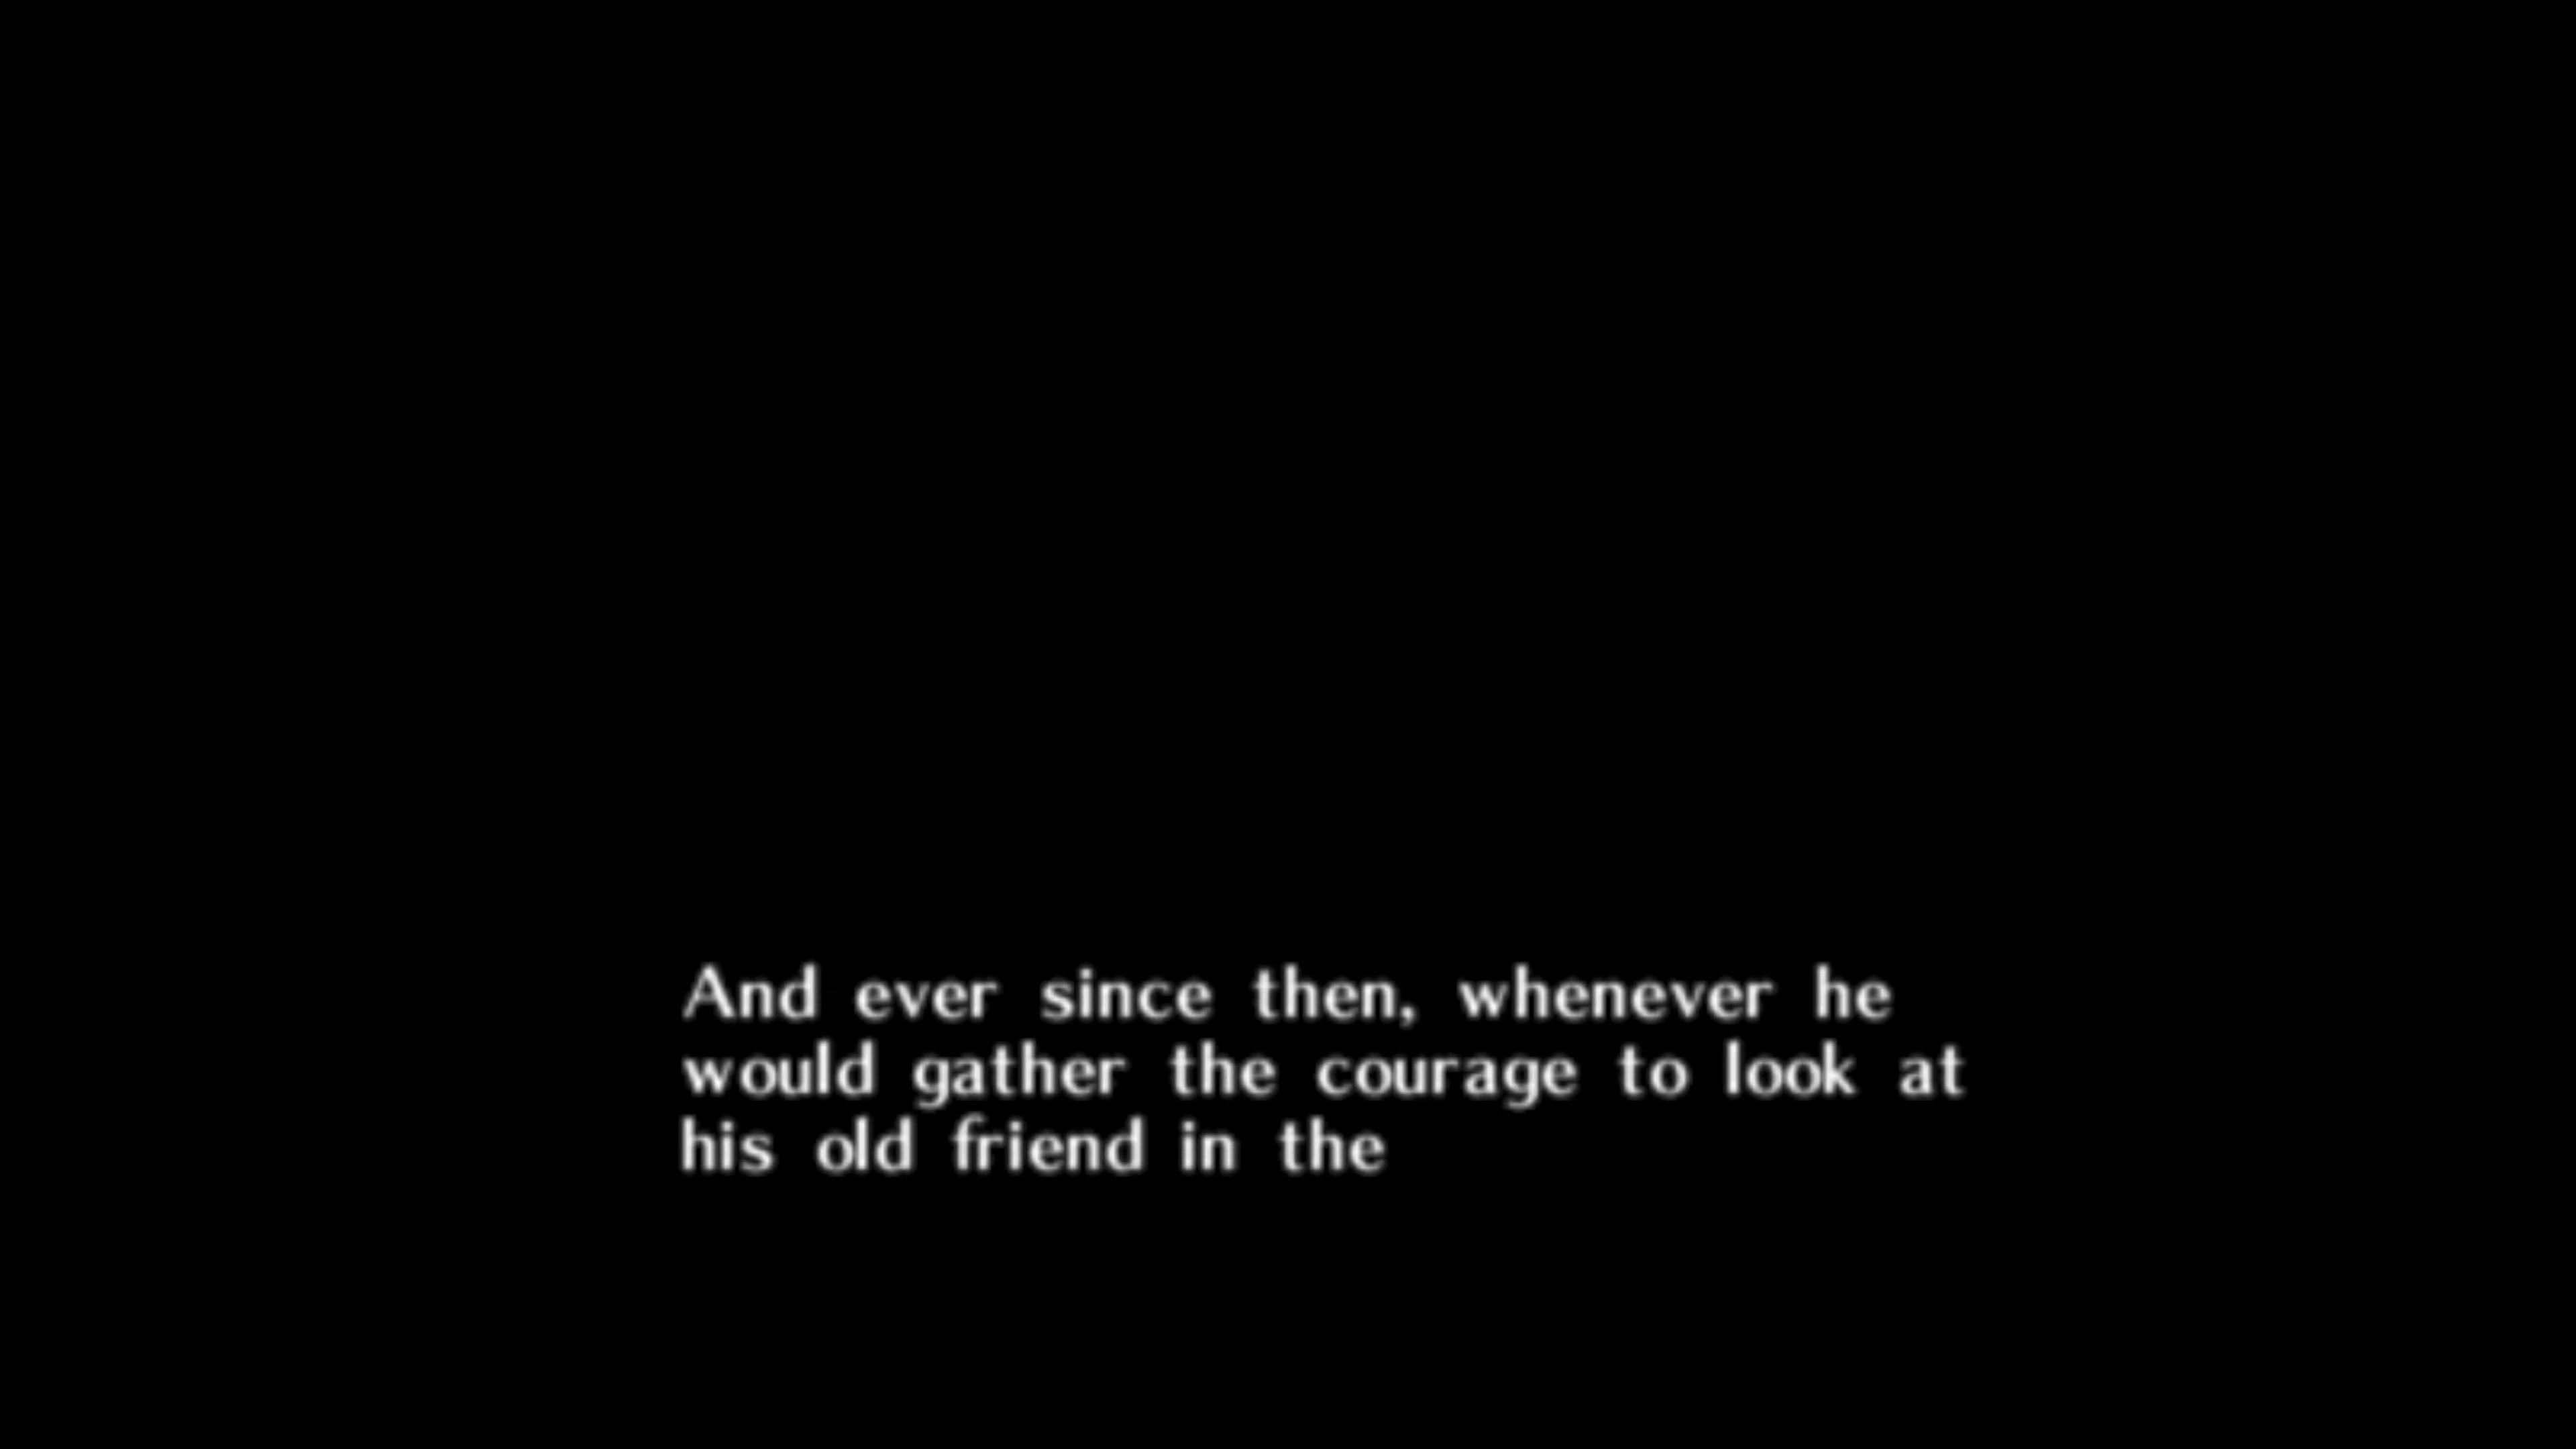 And ever since then, whenever he
would gather the courage to look at
his old friend in the